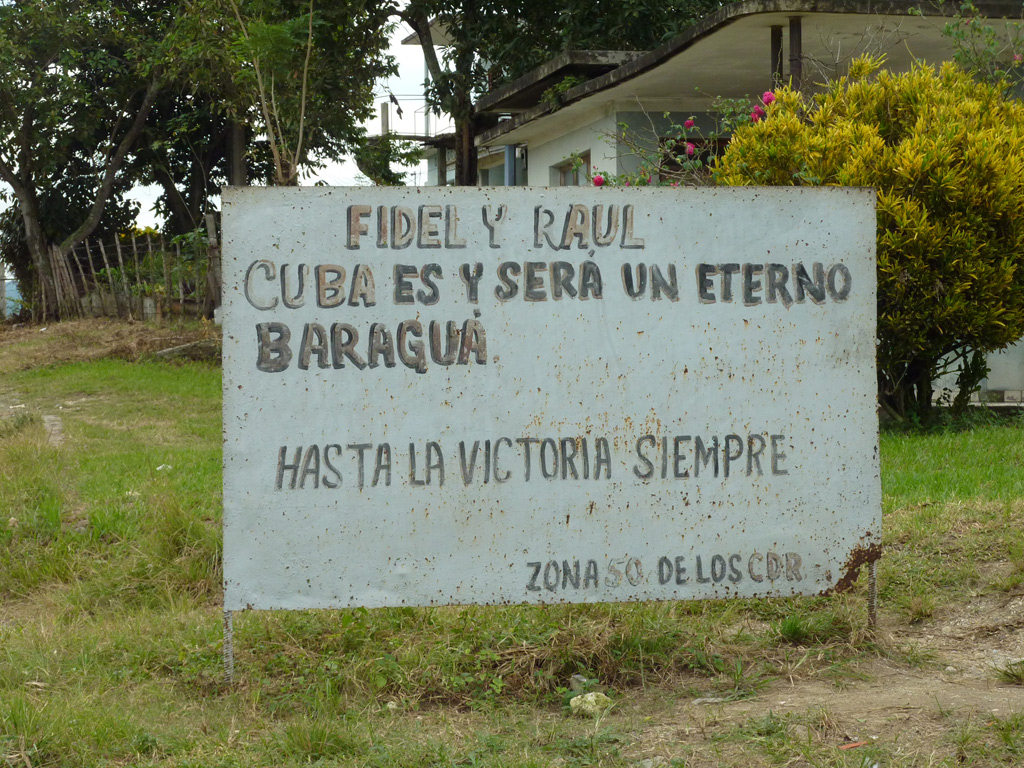 FIDEL Y RAUL
CUBA ES Y SERÁ UN ETERNO
BARAGUÁ.
HASTA LA VICTORIA SIEMPRE
ZONA 50 DE LOS CDR